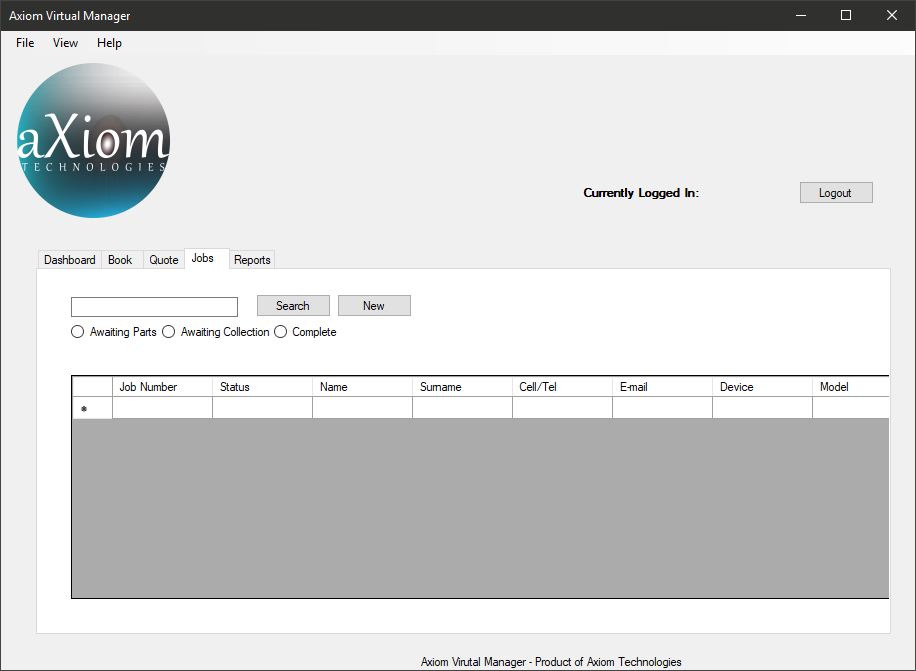 Axiom Virtual Manager
File View Help
aXiom
TECHNOLOGIES
Currently Logged In: Logout
Dashboard Book Quote Jobs Reports
Search New
Awaiting Parts Awaiting Collection Complete
Job Number Status Name Surname Cell/Tel E-mail Device Model
Axiom Virutal Manager - Product of Axiom Technologies